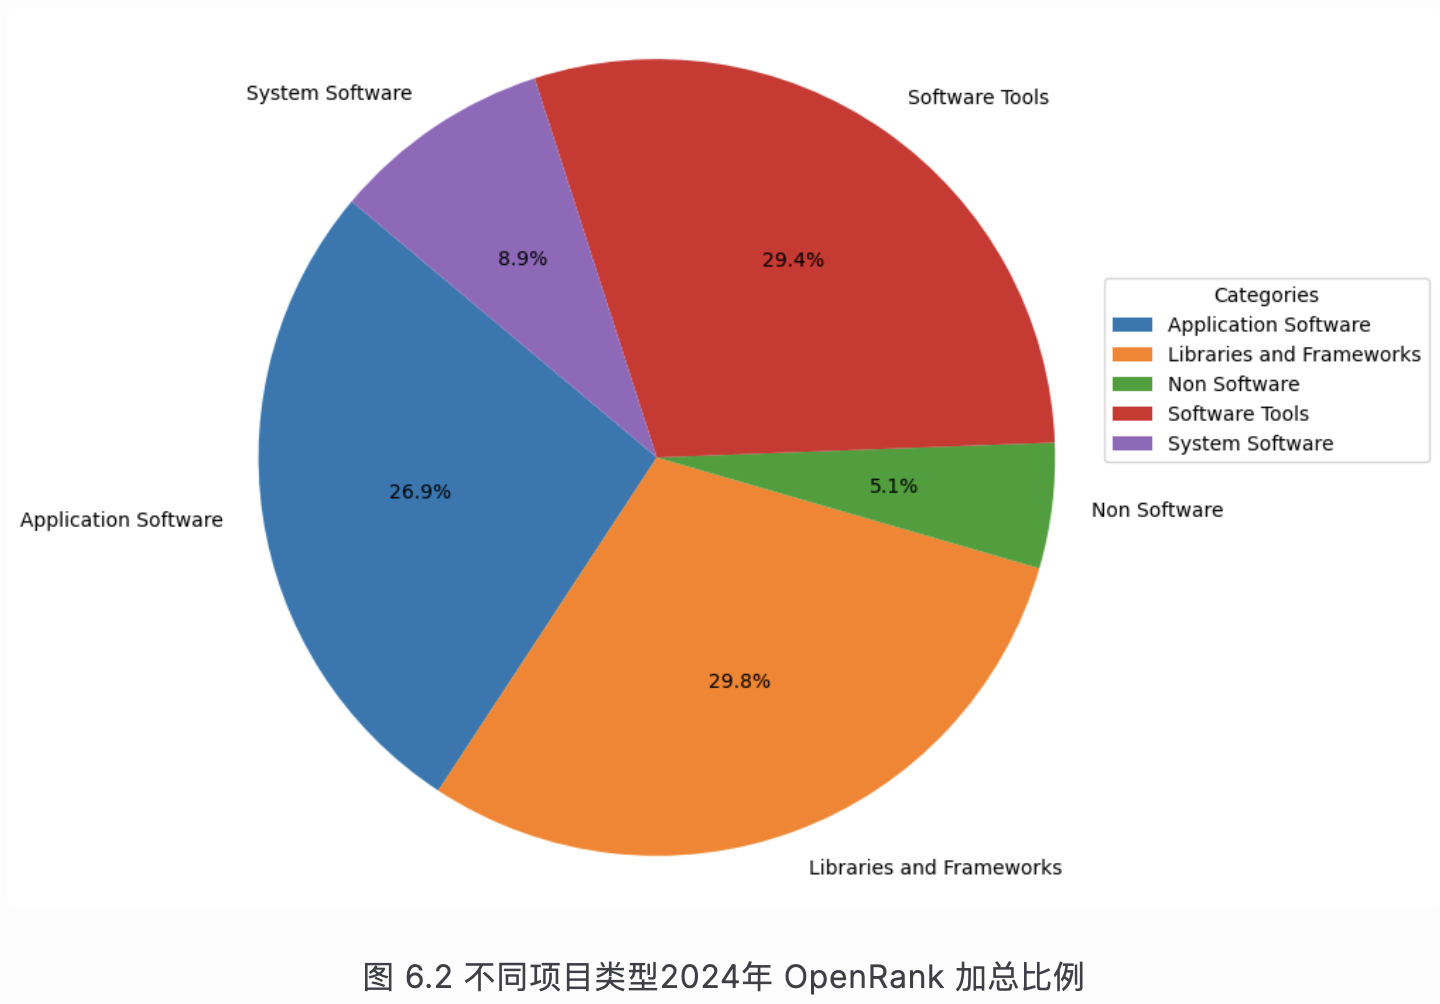 System Software
Software Tools
8.9%
29.4%
Categories
Application Software
Libraries and Frameworks
Non Software
Software Tools
System Software
26.9%
5.1%
Application Software
Non Software
29.8%
Libraries and Frameworks
图 6.2 不同项目类型2024年 OpenRank 加总比例